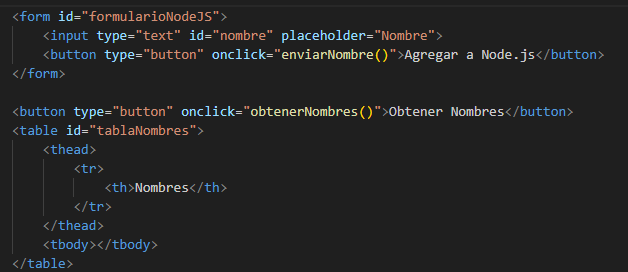 <form id="formularioNodeJS">
    <input type="text" id="nombre" placeholder="Nombre">
    <button type="button" onclick="enviarNombre()">Agregar a Node.js</button>
</form>

<button type="button" onclick="obtenerNombres()">Obtener Nombres</button>
<table id="tablaNombres">
    <thead>
        <tr>
            <th>Nombres</th>
        </tr>
    </thead>
    <tbody></tbody>
</table>